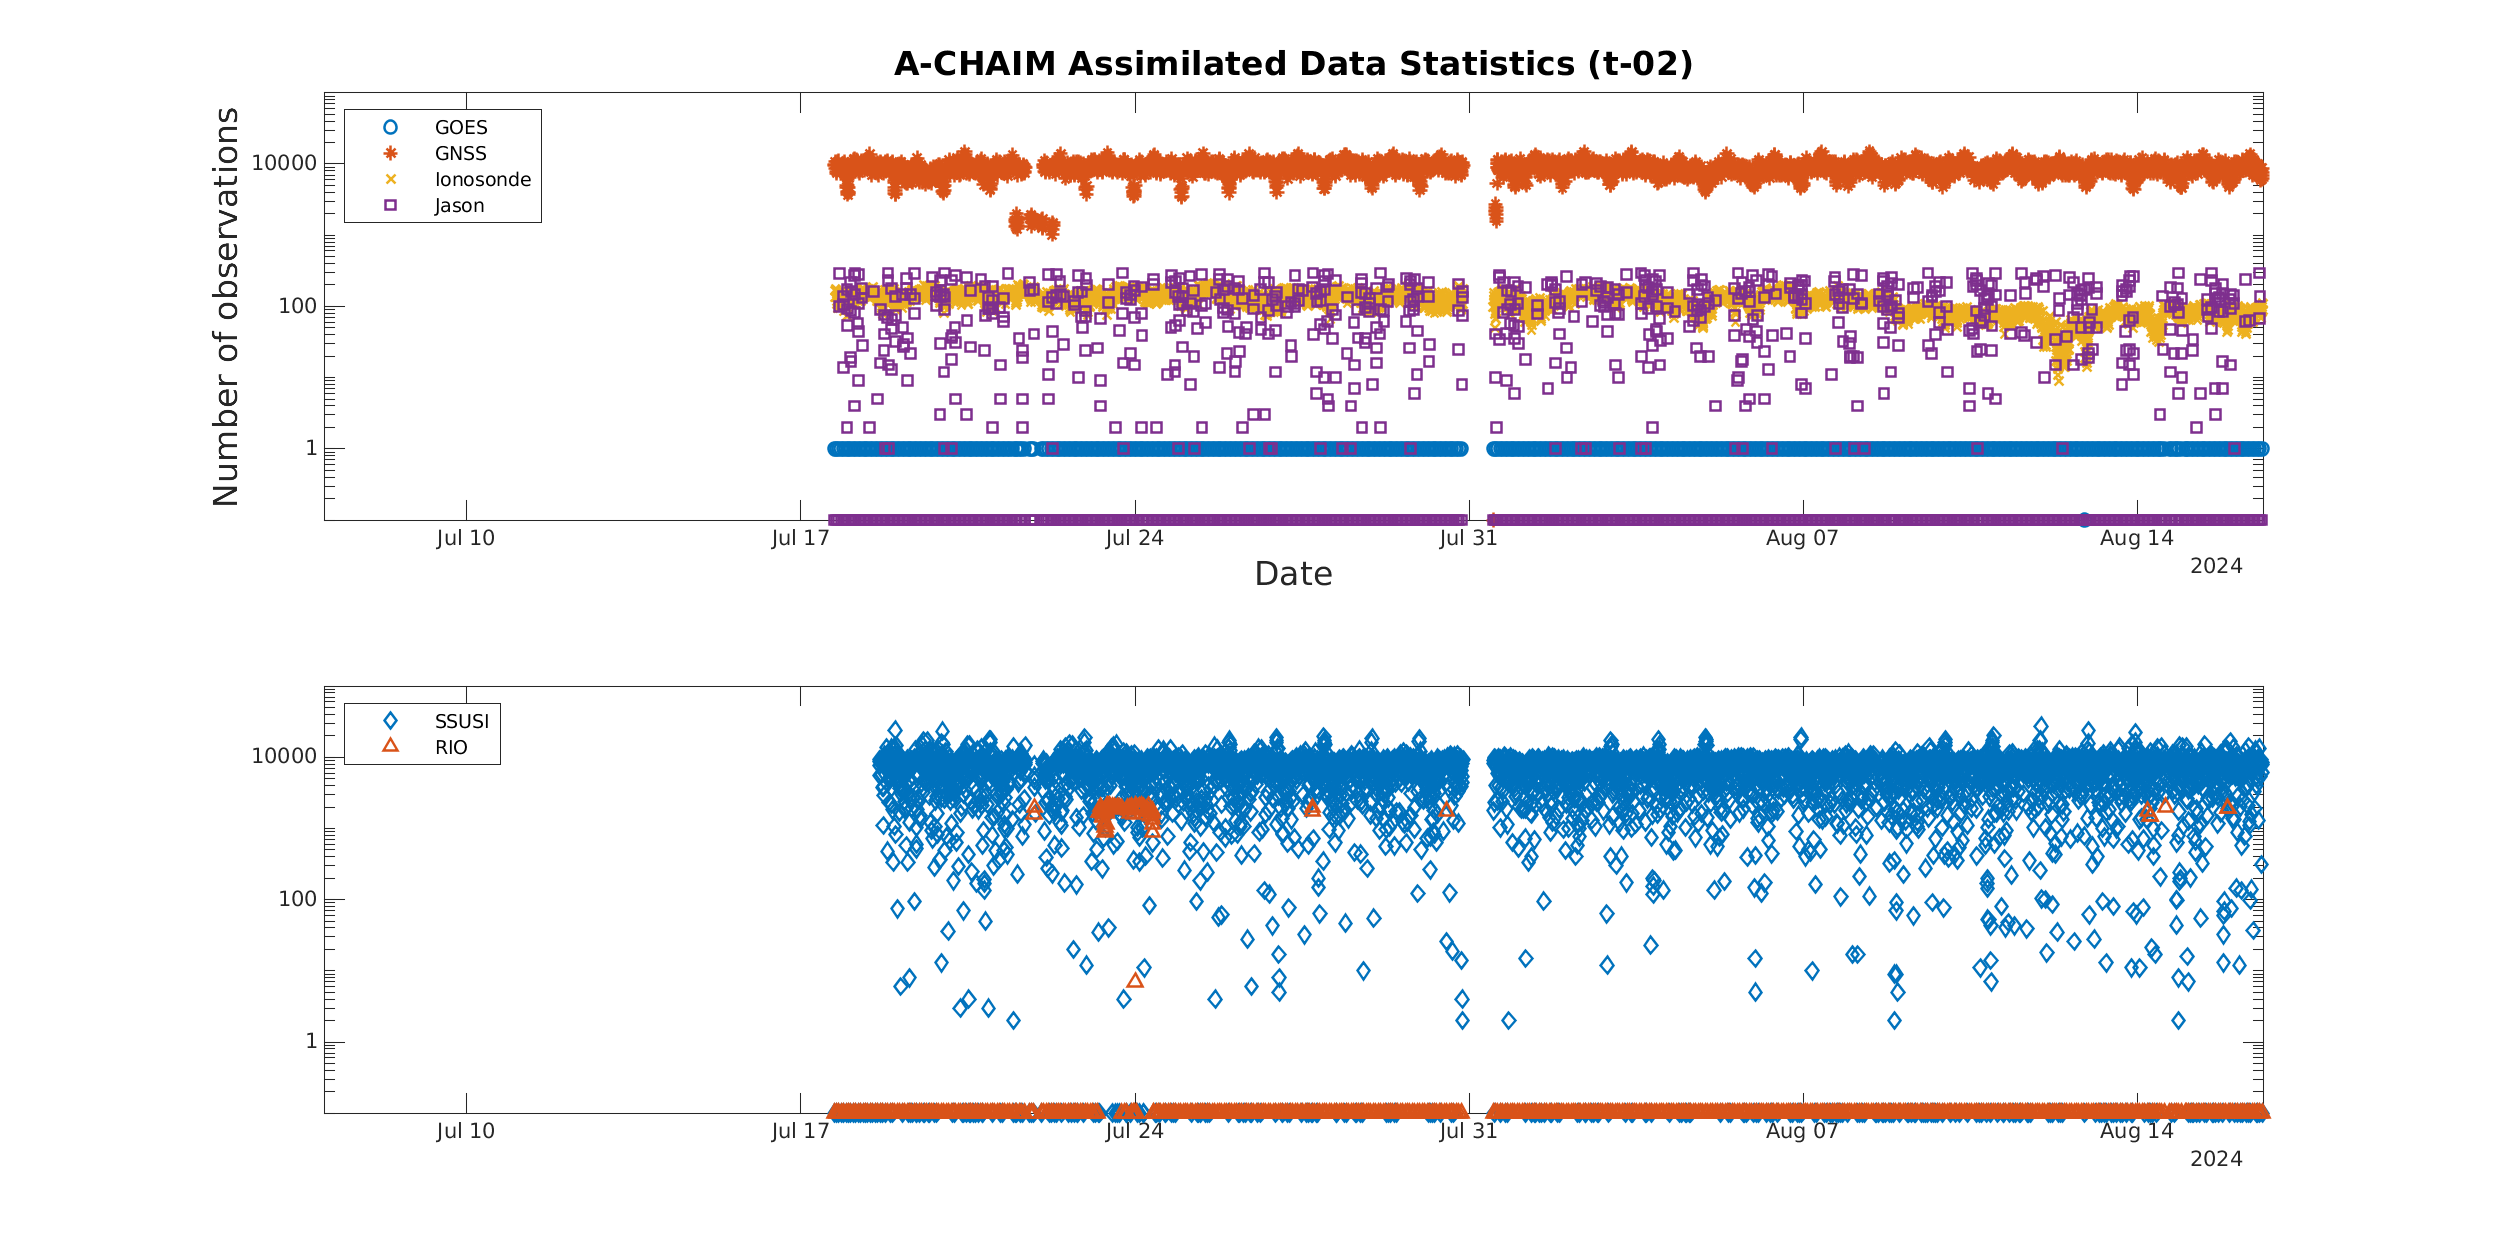 A-CHAIM Assimilated Data Statistics (t-02)
Number of observations
10000
100
1
GOES
GNSS
Ionosonde
Jason
Jul 10
Jul 17
Jul 24
Jul 31
Aug 07
Aug 14
2024
Date
10000
100
1
SSUSI
RIO
Jul 10
Jul 17
Jul 24
Jul 31
Aug 07
Aug 14
2024